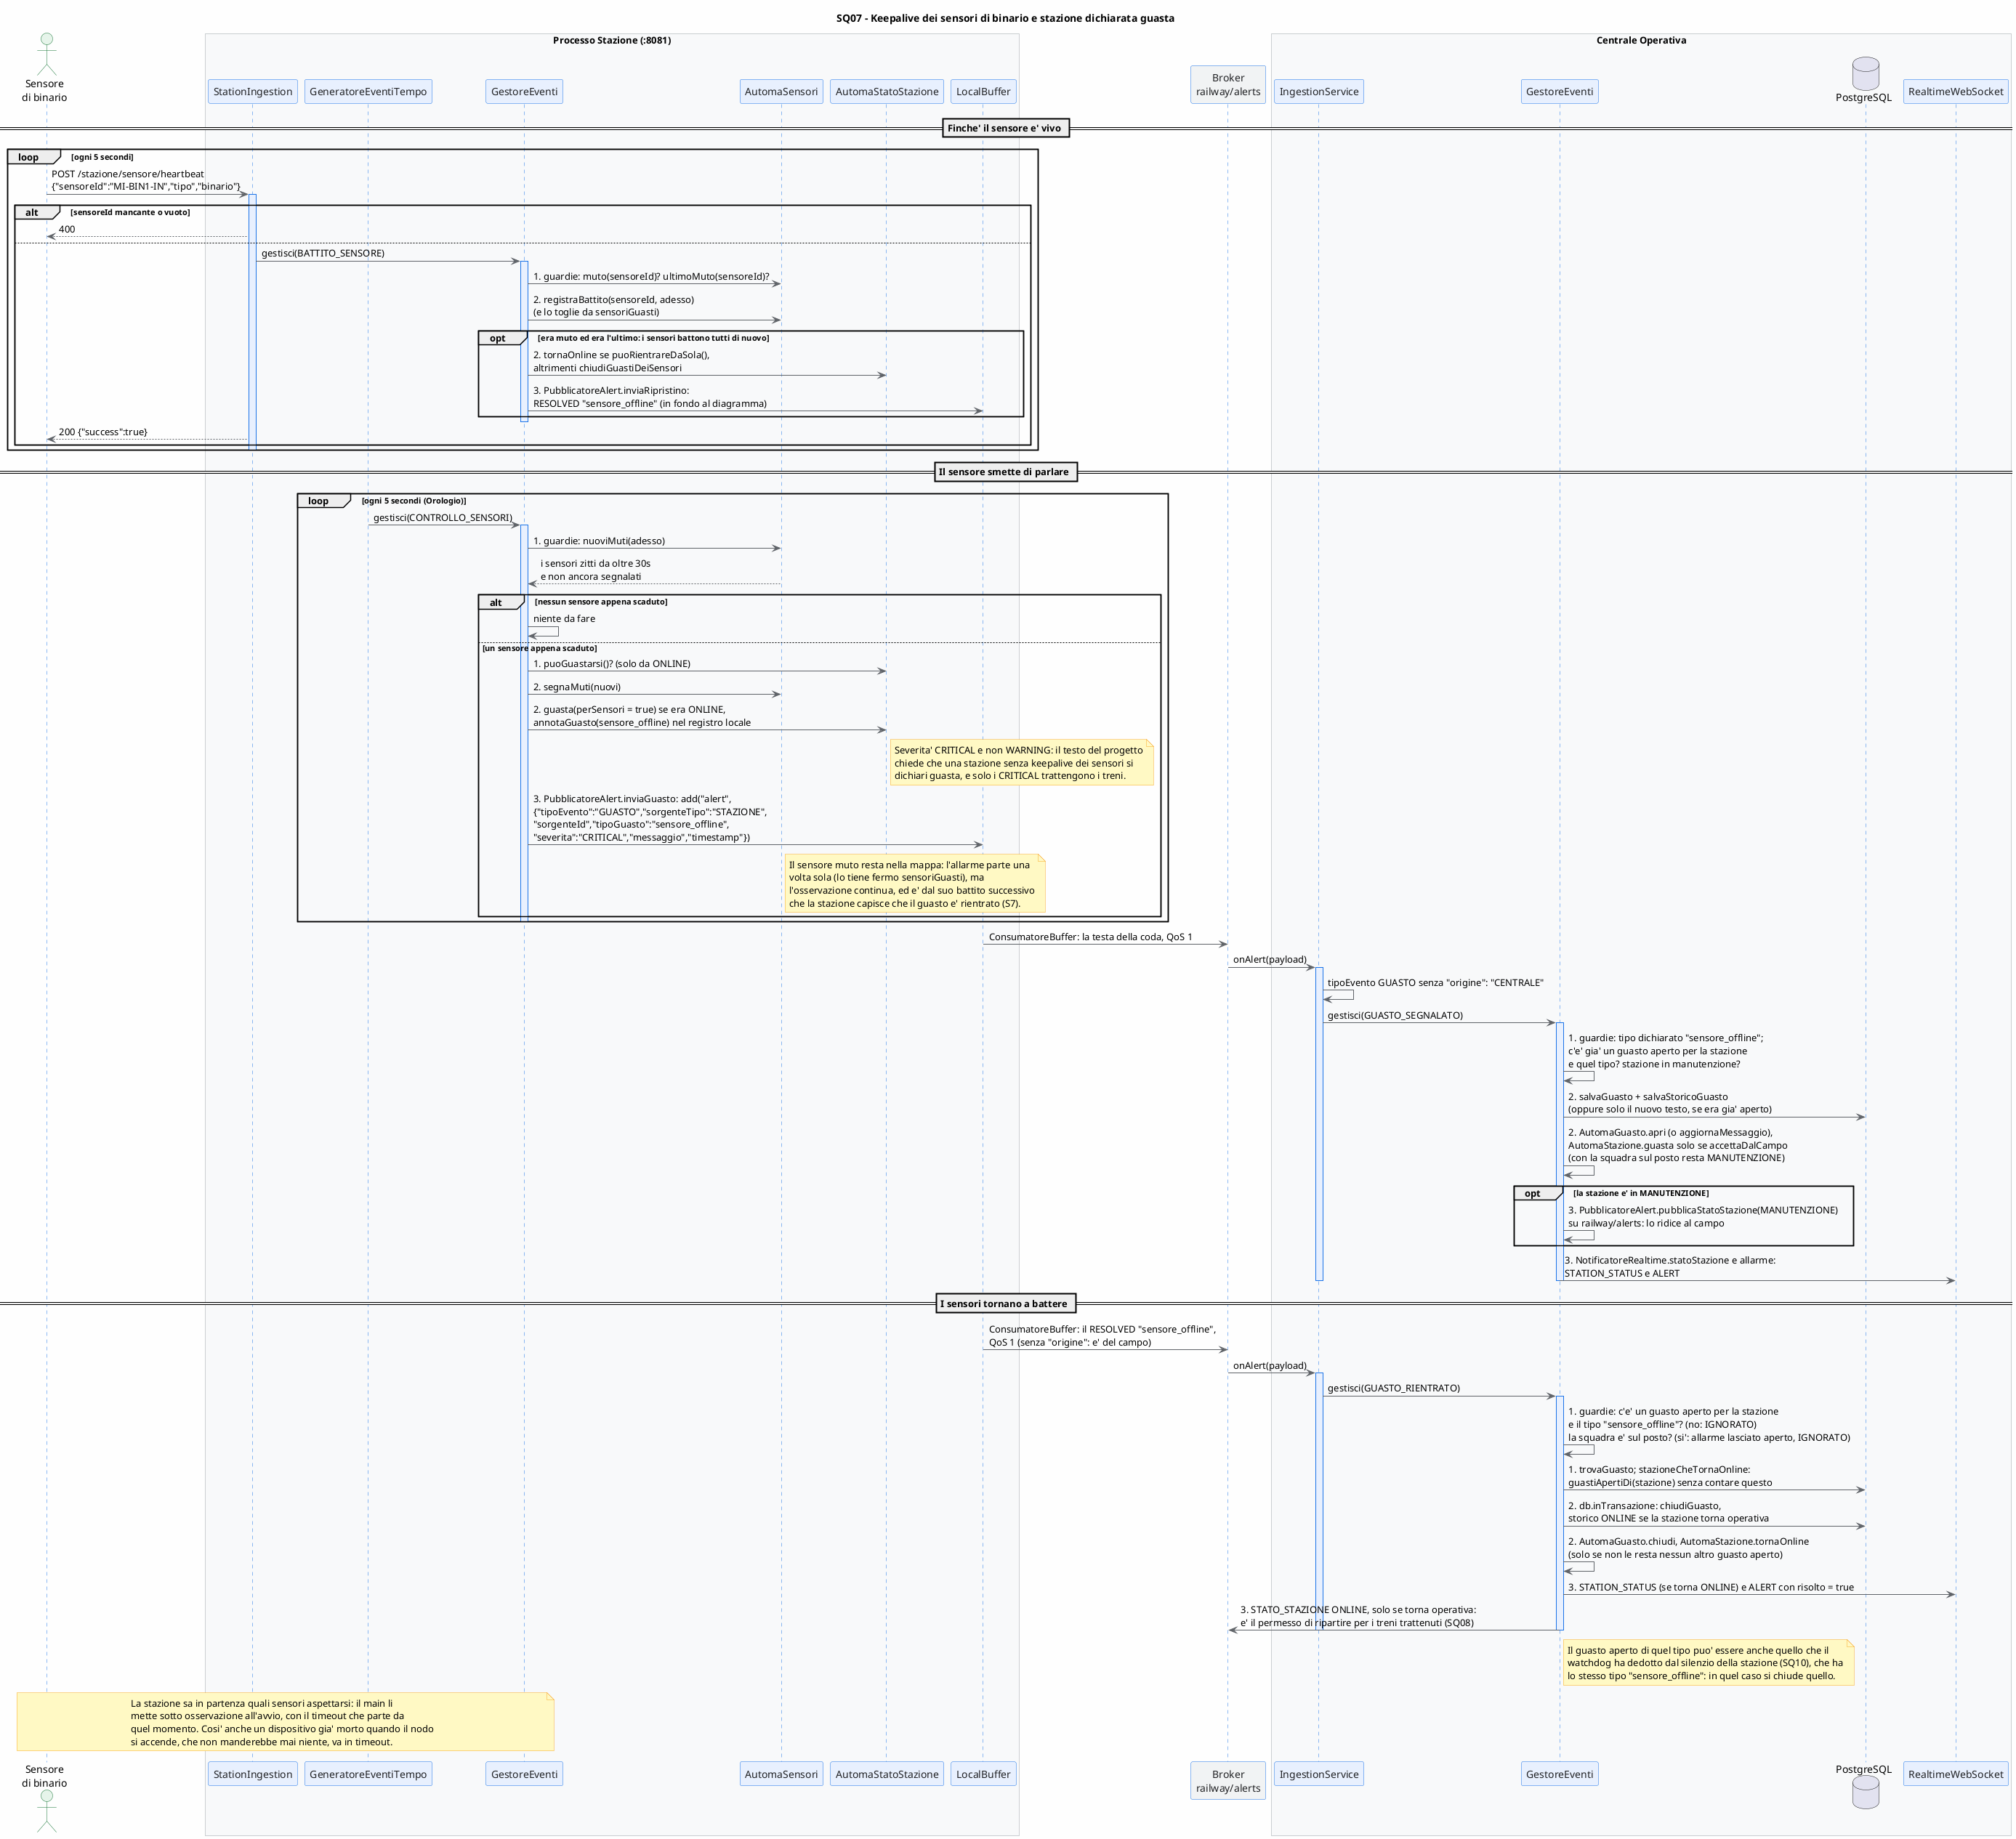 SQ07 - Keepalive dei sensori di binario e stazione dichiarata guasta
Processo Stazione (:8081)
Centrale Operativa
Sensore
di binario
StationIngestion
GeneratoreEventiTempo
GestoreEventi
AutomaSensori
AutomaStatoStazione
LocalBuffer
Broker
railway/alerts
IngestionService
GestoreEventi
PostgreSQL
RealtimeWebSocket
Finche' il sensore e' vivo
loop [ogni 5 secondi]
POST /stazione/sensore/heartbeat
{"sensoreId":"MI-BIN1-IN","tipo","binario"}
alt [sensoreId mancante o vuoto]
400
gestisci(BATTITO_SENSORE)
1. guardie: muto(sensoreId)? ultimoMuto(sensoreId)?
2. registraBattito(sensoreId, adesso)
(e lo toglie da sensoriGuasti)
opt [era muto ed era l'ultimo: i sensori battono tutti di nuovo]
2. tornaOnline se puoRientrareDaSola(),
altrimenti chiudiGuastiDeiSensori
3. PubblicatoreAlert.inviaRipristino:
RESOLVED "sensore_offline" (in fondo al diagramma)
200 {"success":true}
Il sensore smette di parlare
loop [ogni 5 secondi (Orologio)]
gestisci(CONTROLLO_SENSORI)
1. guardie: nuoviMuti(adesso)
i sensori zitti da oltre 30s
e non ancora segnalati
alt [nessun sensore appena scaduto]
niente da fare
[un sensore appena scaduto]
1. puoGuastarsi()? (solo da ONLINE)
2. segnaMuti(nuovi)
2. guasta(perSensori = true) se era ONLINE,
annotaGuasto(sensore_offline) nel registro locale
Severita' CRITICAL e non WARNING: il testo del progetto
chiede che una stazione senza keepalive dei sensori si
dichiari guasta, e solo i CRITICAL trattengono i treni.
3. PubblicatoreAlert.inviaGuasto: add("alert",
{"tipoEvento":"GUASTO","sorgenteTipo":"STAZIONE",
"sorgenteId","tipoGuasto":"sensore_offline",
"severita":"CRITICAL","messaggio","timestamp"})
Il sensore muto resta nella mappa: l'allarme parte una
volta sola (lo tiene fermo sensoriGuasti), ma
l'osservazione continua, ed e' dal suo battito successivo
che la stazione capisce che il guasto e' rientrato (S7).
ConsumatoreBuffer: la testa della coda, QoS 1
onAlert(payload)
tipoEvento GUASTO senza "origine": "CENTRALE"
gestisci(GUASTO_SEGNALATO)
1. guardie: tipo dichiarato "sensore_offline";
c'e' gia' un guasto aperto per la stazione
e quel tipo? stazione in manutenzione?
2. salvaGuasto + salvaStoricoGuasto
(oppure solo il nuovo testo, se era gia' aperto)
2. AutomaGuasto.apri (o aggiornaMessaggio),
AutomaStazione.guasta solo se accettaDalCampo
(con la squadra sul posto resta MANUTENZIONE)
opt [la stazione e' in MANUTENZIONE]
3. PubblicatoreAlert.pubblicaStatoStazione(MANUTENZIONE)
su railway/alerts: lo ridice al campo
3. NotificatoreRealtime.statoStazione e allarme:
STATION_STATUS e ALERT
I sensori tornano a battere
ConsumatoreBuffer: il RESOLVED "sensore_offline",
QoS 1 (senza "origine": e' del campo)
onAlert(payload)
gestisci(GUASTO_RIENTRATO)
1. guardie: c'e' un guasto aperto per la stazione
e il tipo "sensore_offline"? (no: IGNORATO)
la squadra e' sul posto? (si': allarme lasciato aperto, IGNORATO)
1. trovaGuasto; stazioneCheTornaOnline:
guastiApertiDi(stazione) senza contare questo
2. db.inTransazione: chiudiGuasto,
storico ONLINE se la stazione torna operativa
2. AutomaGuasto.chiudi, AutomaStazione.tornaOnline
(solo se non le resta nessun altro guasto aperto)
3. STATION_STATUS (se torna ONLINE) e ALERT con risolto = true
3. STATO_STAZIONE ONLINE, solo se torna operativa:
e' il permesso di ripartire per i treni trattenuti (SQ08)
Il guasto aperto di quel tipo puo' essere anche quello che il
watchdog ha dedotto dal silenzio della stazione (SQ10), che ha
lo stesso tipo "sensore_offline": in quel caso si chiude quello.
La stazione sa in partenza quali sensori aspettarsi: il main li
mette sotto osservazione all'avvio, con il timeout che parte da
quel momento. Cosi' anche un dispositivo gia' morto quando il nodo
si accende, che non manderebbe mai niente, va in timeout.
Sensore
di binario
StationIngestion
GeneratoreEventiTempo
GestoreEventi
AutomaSensori
AutomaStatoStazione
LocalBuffer
Broker
railway/alerts
IngestionService
GestoreEventi
PostgreSQL
RealtimeWebSocket